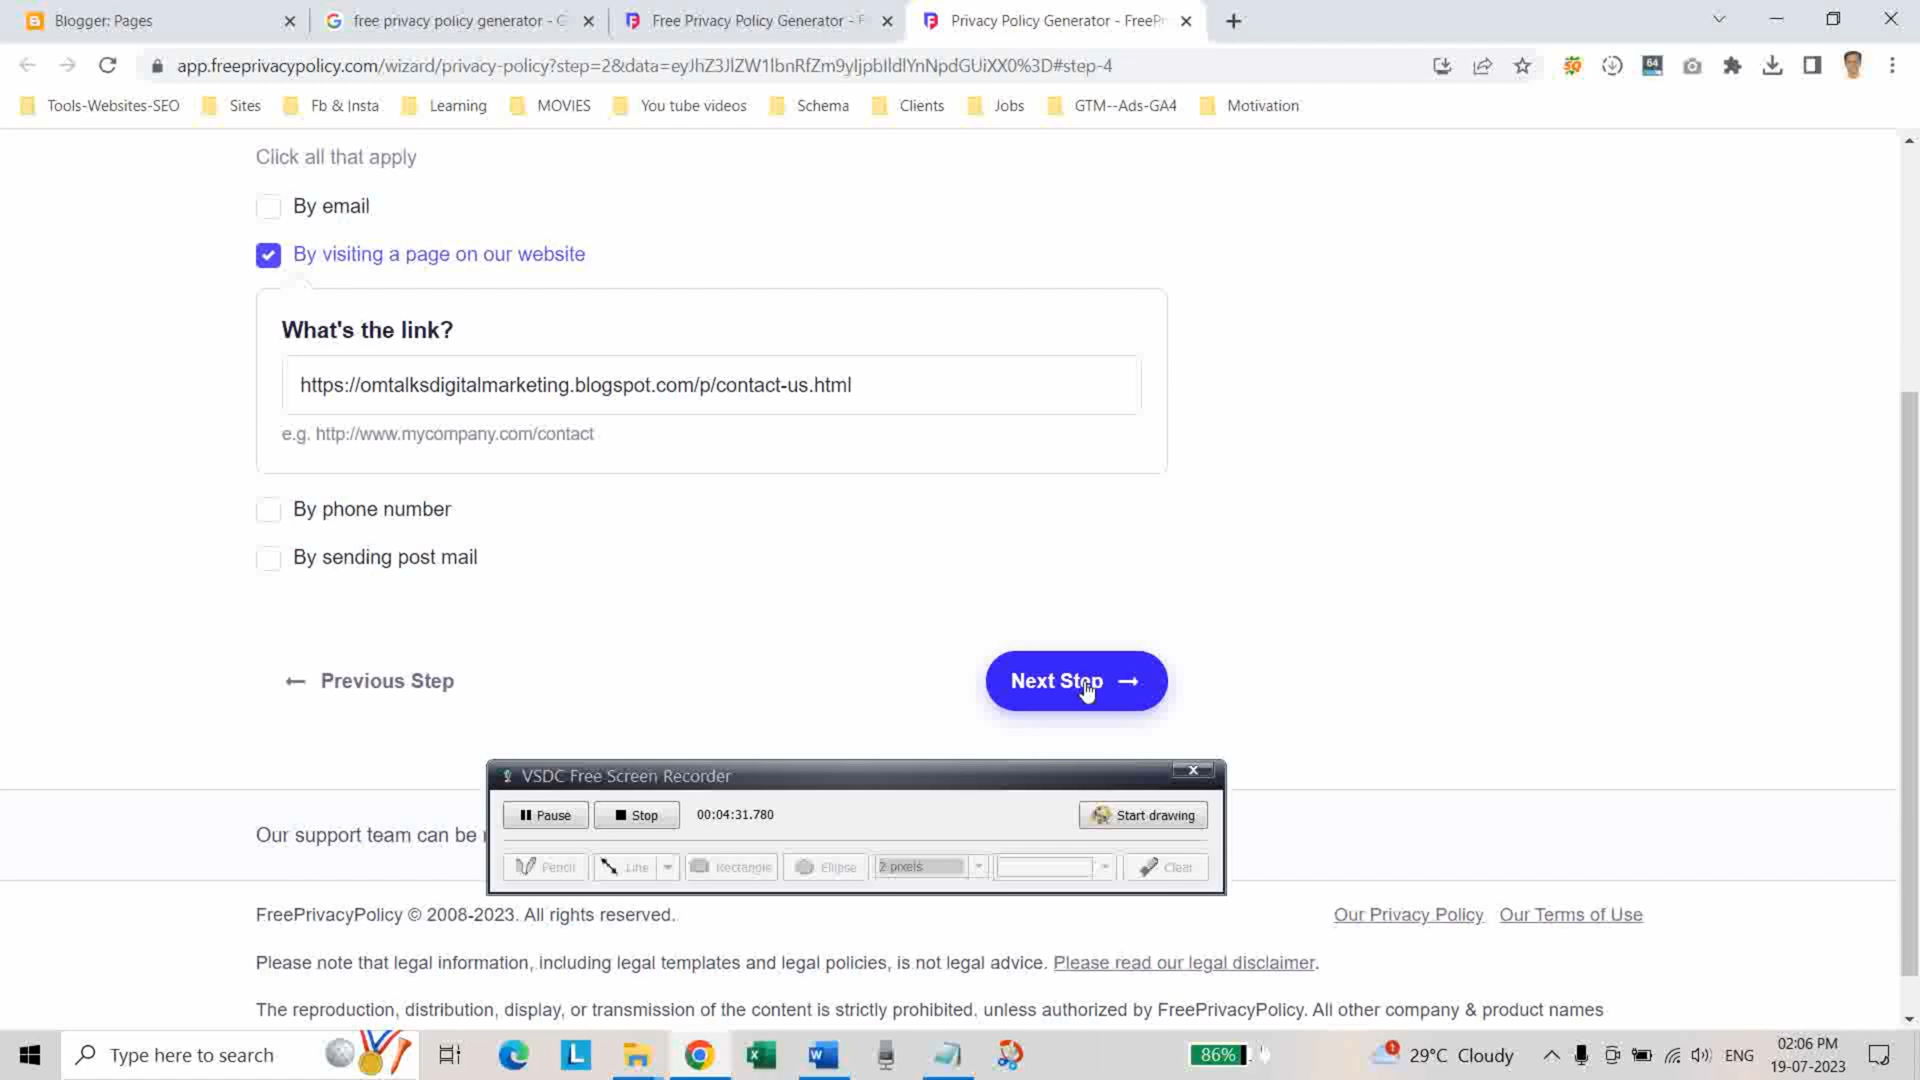 Blogger: Pages
free privacy policy generator - G
Free Privacy Policy Generator - F
Privacy Policy Generator - FreePr
app.freeprivacypolicy.com/wizard/privacy-policy?step=2&data=eyJhZ3JlZW1lbnRfZm9yIjpbIldlYnNpdGUiXX0%3D#step-4
64
Tools-Websites-SEO
Sites
Fb & Insta
Learning
MOVIES
You tube videos
Schema
Clients
Jobs
GTM--Ads-GA4
Motivation
Click all that apply
By email
By visiting a page on our website
What's the link?
https://omtalksdigitalmarketing.blogspot.com/p/contact-us.html
e.g. http://www.mycompany.com/contact
By phone number
By sending post mail
Previous Step
Next Step
VSDC Free Screen Recorder
Pause
Stop
00:04:31.780
Start drawing
Pencil
Line
Rectangle
Ellipse
2 pixels
Clear
Our support team can be
FreePrivacyPolicy © 2008-2023. All rights reserved.
Our Privacy Policy
Our Terms of Use
Please note that legal information, including legal templates and legal policies, is not legal advice. Please read our legal disclaimer.
The reproduction, distribution, display, or transmission of the content is strictly prohibited, unless authorized by FreePrivacyPolicy. All other company & product names
Type here to search
86%
1
29°C Cloudy
ENG
02:06 PM
19-07-2023